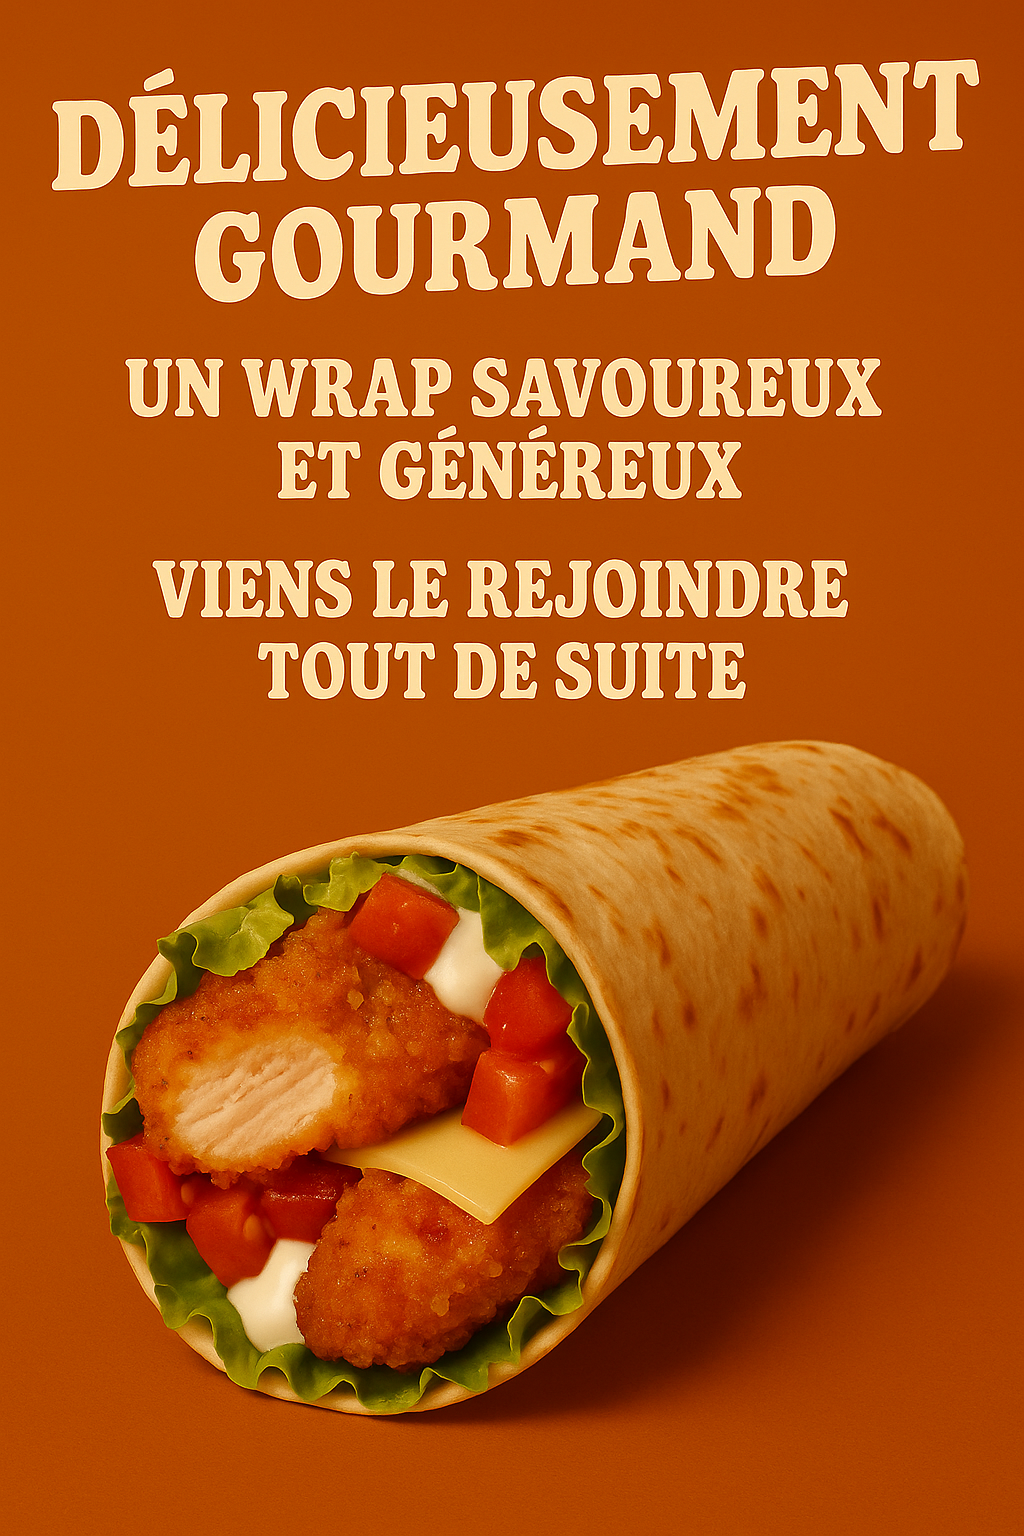 DÉLICIEUSEMENT
GOURMAND
UN WRAP SAVOUREUX
ET GÉNÉREUX
VIENS LE REJOINDRE
TOUT DE SUITE